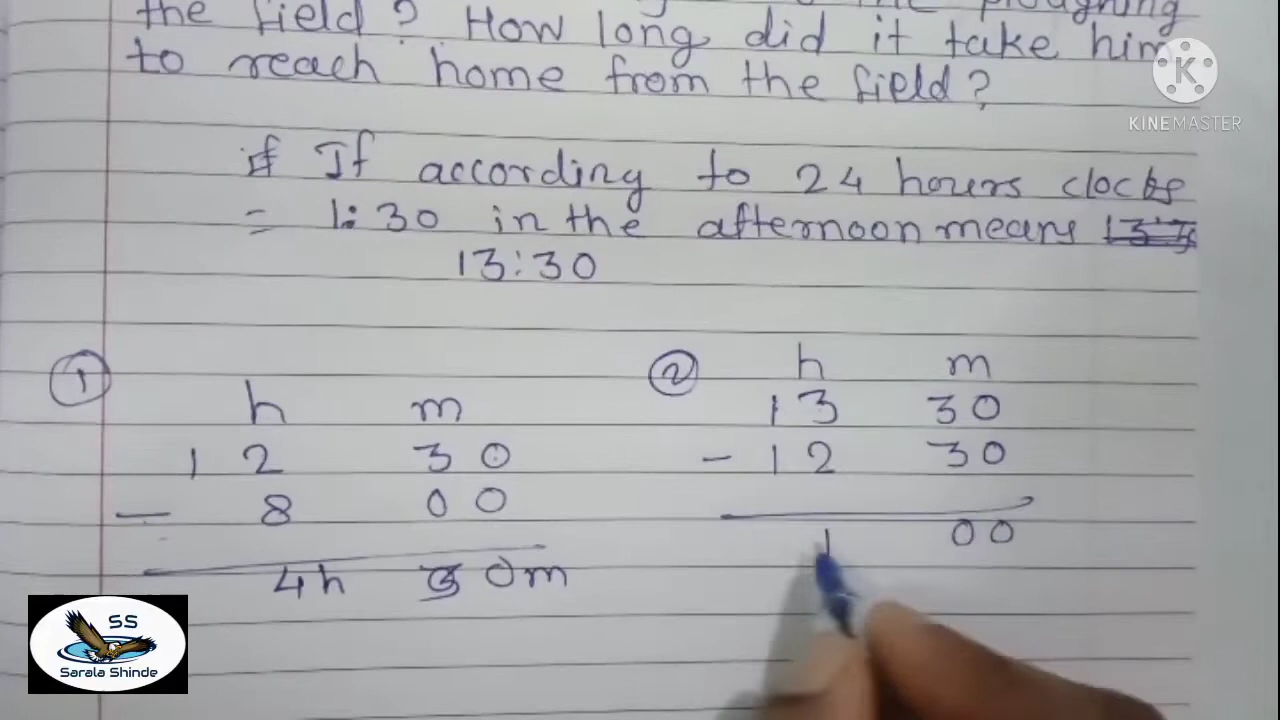 the field? How long did it take him
to reach home from the field?
KINEMASTER
If according to 24 hours clocks
= 1:30 in the afternoon means
13:30
1
h m
12 30
- 8 00
4h 30m
2
h m
13 30
- 12 30
1 00
SS
Sarala Shinde